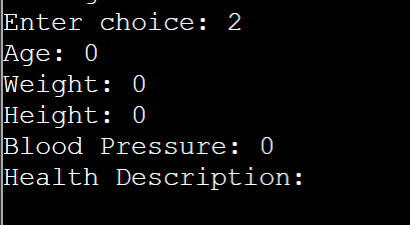 Enter choice: 2
Age: 0
Weight: 0
Height: 0
Blood Pressure: 0
Health Description: